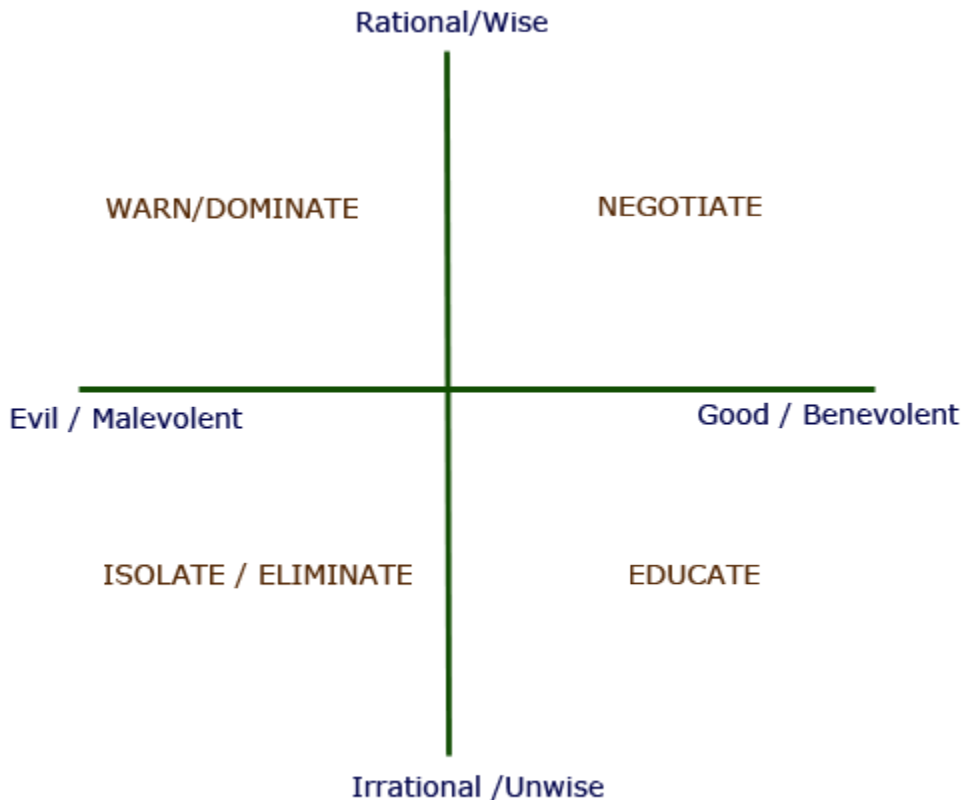 Rational/Wise
WARN/DOMINATE
NEGOTIATE
Evil / Malevolent
Good / Benevolent
ISOLATE / ELIMINATE
EDUCATE
Irrational /Unwise